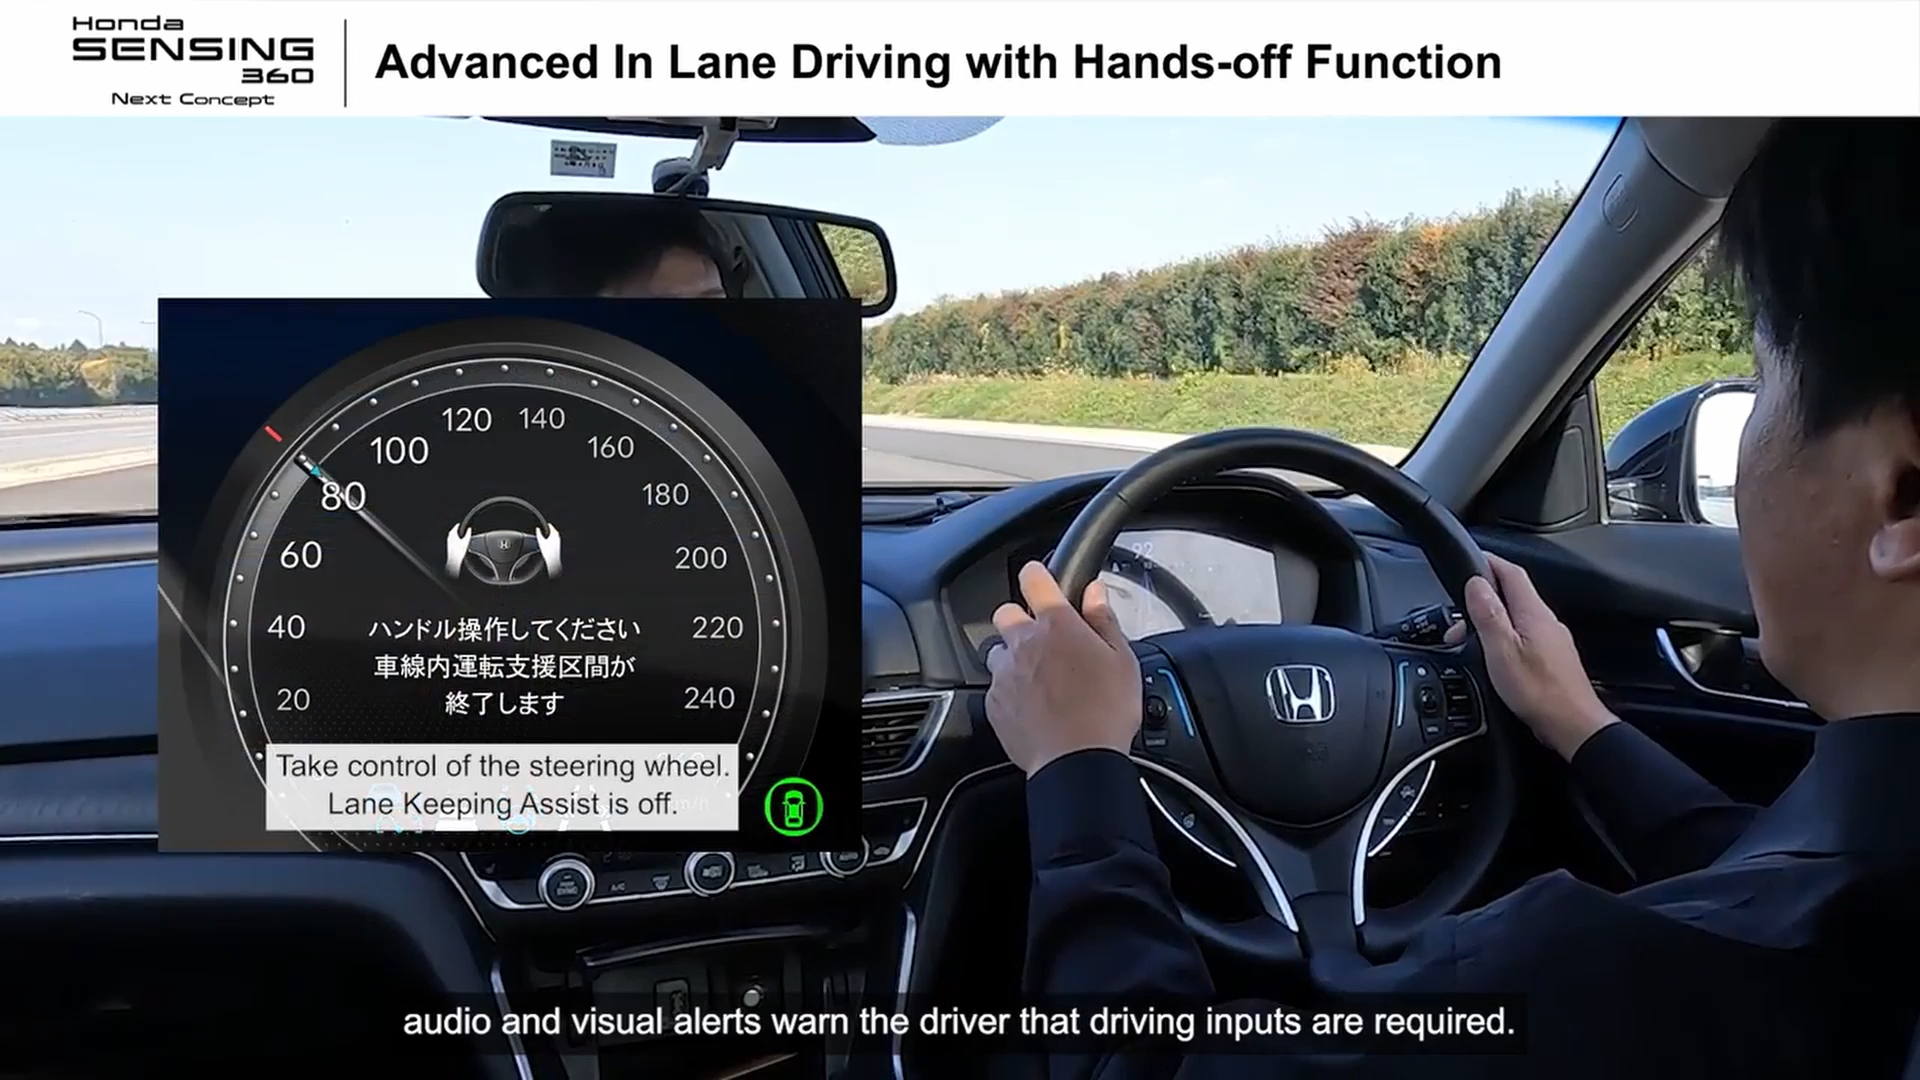 Honda
SENSING
360
Next Concept
Advanced In Lane Driving with Hands-off Function
120 140
100 160
80 180
60 200
40 220
20 240
ハンドル操作してください
車線内運転支援区間が
終了します
Take control of the steering wheel.
Lane Keeping Assist is off.
92
audio and visual alerts warn the driver that driving inputs are required.